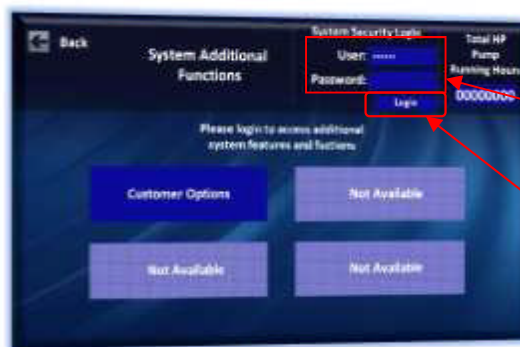 Back
System Additional
Functions
System Security Login
User: ------
Password:
Login
Total HP
Pump
Running Hours
00000000
Please login to access additional
system features and fuctions
Customer Options
Not Available
Not Available
Not Available